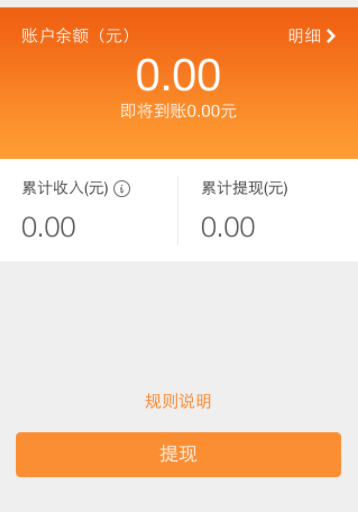 账户余额（元） 明细
0.00
即将到账0.00元
累计收入(元) 累计提现(元)
0.00 0.00
规则说明
提现